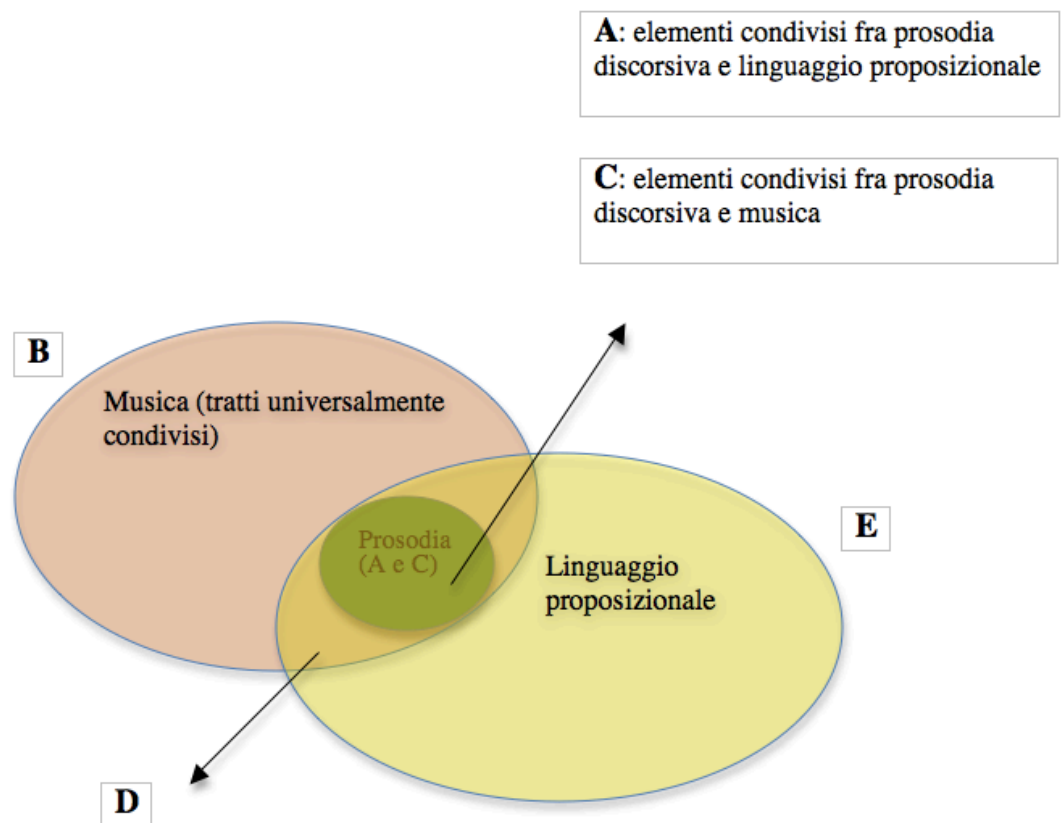 A: elementi condivisi fra prosodia
discorsiva e linguaggio proposizionale
C: elementi condivisi fra prosodia
discorsiva e musica
B
Musica (tratti universalmente
condivisi)
E
Prosodia
(A e C)
Linguaggio
proposizionale
D